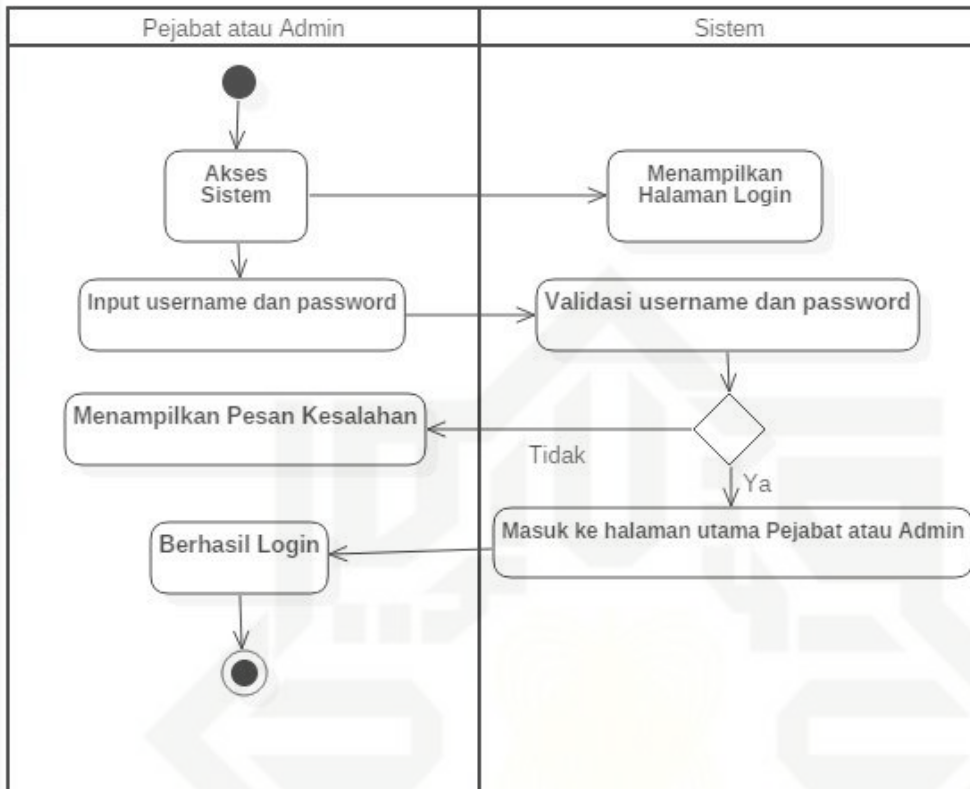 Pejabat atau Admin
Sistem
Akses
Sistem
Menampilkan
Halaman Login
Input username dan password
Validasi username dan password
Menampilkan Pesan Kesalahan
Tidak
Ya
Masuk ke halaman utama Pejabat atau Admin
Berhasil Login